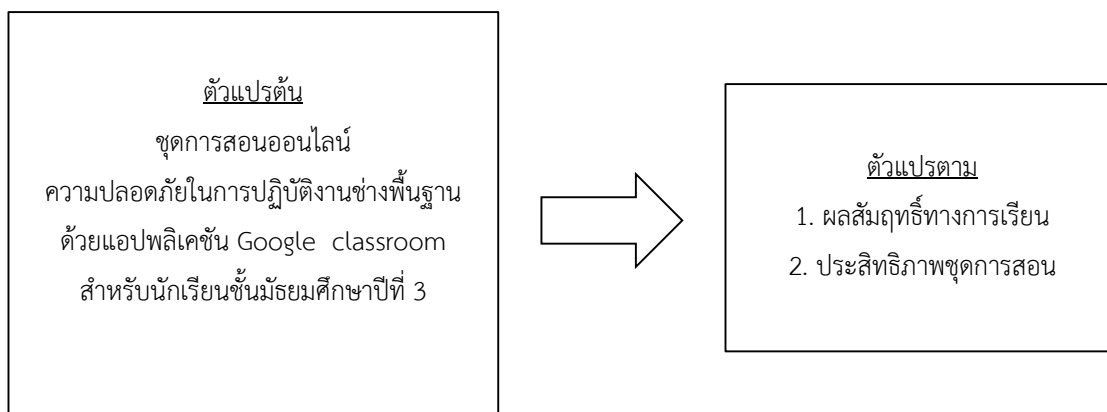 ตัวแปรต้น
ชุดการสอนออนไลน์
ความปลอดภัยในการปฏิบัติงานช่างพื้นฐาน
ด้วยแอปพลิเคชัน Google classroom
สำหรับนักเรียนชั้นมัธยมศึกษาปีที่ 3
ตัวแปรตาม
1. ผลสัมฤทธิ์ทางการเรียน
2. ประสิทธิภาพชุดการสอน